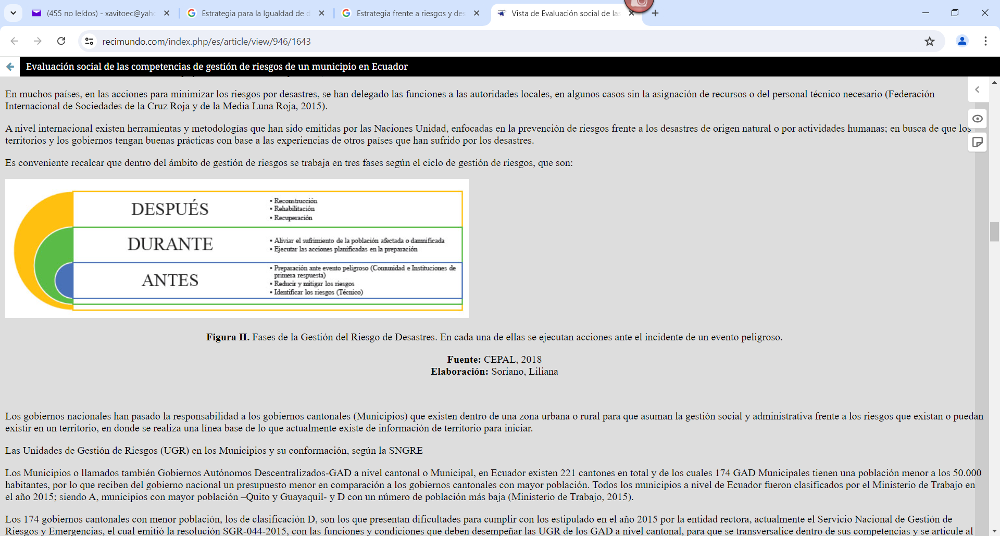 (455 no leídos) - xavitoec@yah
Estrategia para la Igualdad de d
Estrategia frente a riesgos y des
Vista de Evaluación social de las
recimundo.com/index.php/es/article/view/946/1643
Evaluación social de las competencias de gestión de riesgos de un municipio en Ecuador
En muchos países, en las acciones para minimizar los riesgos por desastres, se han delegado las funciones a las autoridades locales, en algunos casos sin la asignación de recursos o del personal técnico necesario (Federación
Internacional de Sociedades de la Cruz Roja y de la Media Luna Roja, 2015).
A nivel internacional existen herramientas y metodologías que han sido emitidas por las Naciones Unidad, enfocadas en la prevención de riesgos frente a los desastres de origen natural o por actividades humanas; en busca de que los
territorios y los gobiernos tengan buenas prácticas con base a las experiencias de otros países que han sufrido por los desastres.
Es conveniente recalcar que dentro del ámbito de gestión de riesgos se trabaja en tres fases según el ciclo de gestión de riesgos, que son:
DESPUÉS
• Reconstrucción
• Rehabilitación
• Recuperación
DURANTE
• Aliviar el sufrimiento de la población afectada o damnificada
• Ejecutar las acciones planificadas en la preparación
ANTES
• Preparación ante evento peligroso (Comunidad e Instituciones de
primera respuesta)
• Reducir y mitigar los riesgos
• Identificar los riesgos (Técnico)
Figura II. Fases de la Gestión del Riesgo de Desastres. En cada una de ellas se ejecutan acciones ante el incidente de un evento peligroso.
Fuente: CEPAL, 2018
Elaboración: Soriano, Liliana
Los gobiernos nacionales han pasado la responsabilidad a los gobiernos cantonales (Municipios) que existen dentro de una zona urbana o rural para que asuman la gestión social y administrativa frente a los riesgos que existan o puedan
existir en un territorio, en donde se realiza una línea base de lo que actualmente existe de información de territorio para iniciar.
Las Unidades de Gestión de Riesgos (UGR) en los Municipios y su conformación, según la SNGRE
Los Municipios o llamados también Gobiernos Autónomos Descentralizados-GAD a nivel cantonal o Municipal, en Ecuador existen 221 cantones en total y de los cuales 174 GAD Municipales tienen una población menor a los 50.000
habitantes, por lo que reciben del gobierno nacional un presupuesto menor en comparación a los gobiernos cantonales con mayor población. Todos los municipios a nivel de Ecuador fueron clasificados por el Ministerio de Trabajo en
el año 2015; siendo A, municipios con mayor población –Quito y Guayaquil- y D con un número de población más baja (Ministerio de Trabajo, 2015).
Los 174 gobiernos cantonales con menor población, los de clasificación D, son los que presentan dificultades para cumplir con los estipulado en el año 2015 por la entidad rectora, actualmente el Servicio Nacional de Gestión de
Riesgos y Emergencias, el cual emitió la resolución SGR-044-2015, con las funciones y condiciones que deben desempeñar las UGR de los GAD a nivel cantonal, para que se transversalice dentro de sus competencias y se articule al